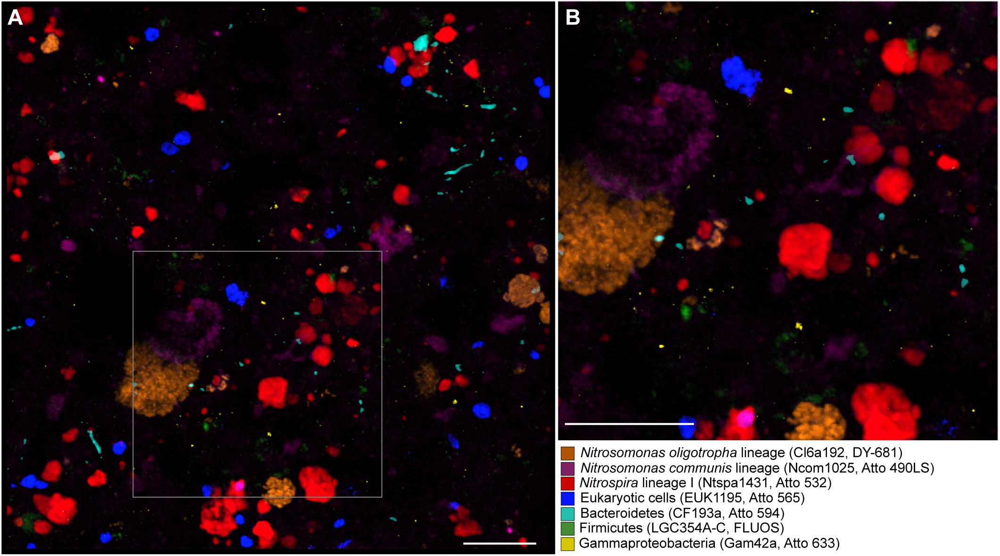 A
B
Nitrosomonas oligotropha lineage (Cl6a192, DY-681)
Nitrosomonas communis lineage (Ncom1025, Atto 490LS)
Nitrospira lineage I (Ntspa1431, Atto 532)
Eukaryotic cells (EUK1195, Atto 565)
Bacteroidetes (CF193a, Atto 594)
Firmicutes (LGC354A-C, FLUOS)
Gammaproteobacteria (Gam42a, Atto 633)